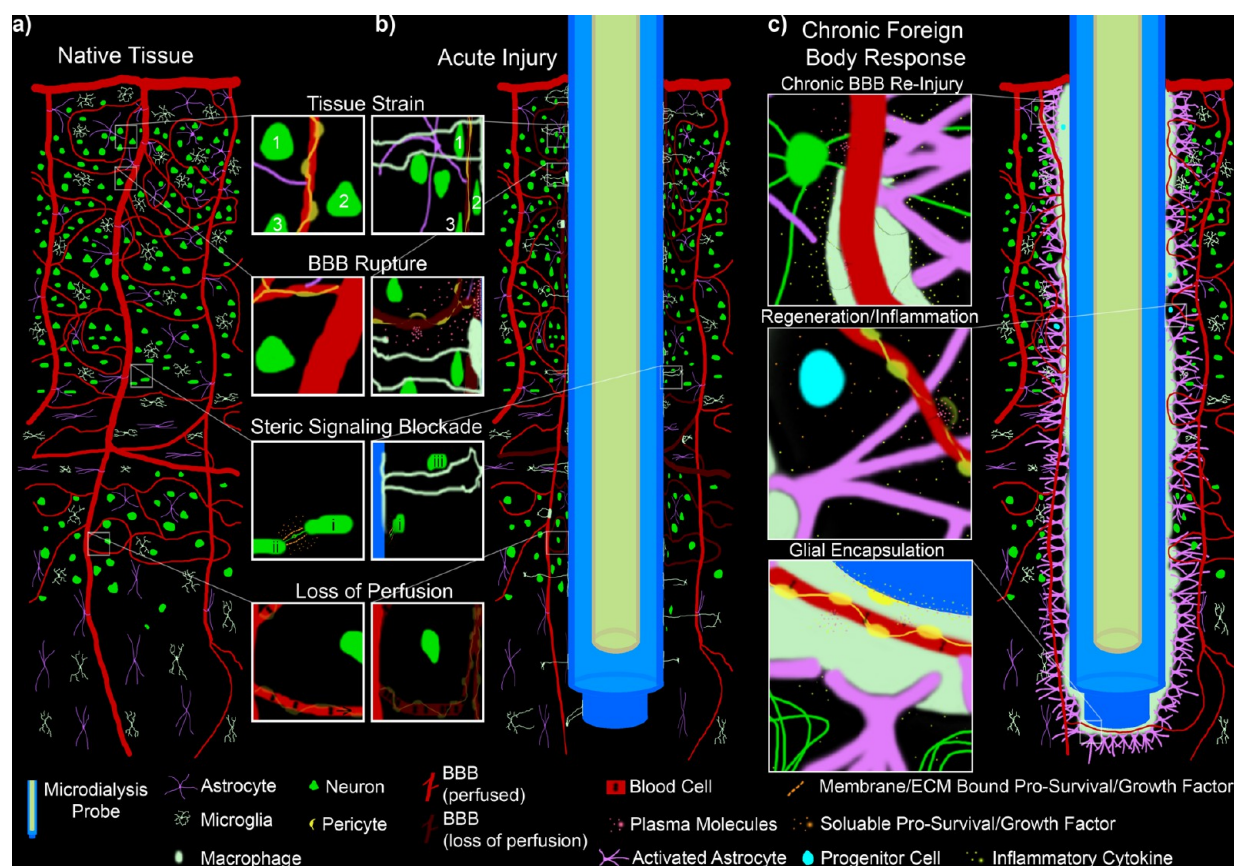 a)
Native Tissue
b)
Acute Injury
c)
Chronic Foreign
Body Response
Tissue Strain
1
2
3
1
2
3
BBB Rupture
Steric Signaling Blockade
i
ii
iii
i
Loss of Perfusion
Chronic BBB Re-Injury
Regeneration/Inflammation
Glial Encapsulation
Microdialysis
Probe
Astrocyte
Microglia
Macrophage
Neuron
Pericyte
BBB
(perfused)
BBB
(loss of perfusion)
Blood Cell
Plasma Molecules
Activated Astrocyte
Membrane/ECM Bound Pro-Survival/Growth Factor
Soluable Pro-Survival/Growth Factor
Progenitor Cell
Inflammatory Cytokine